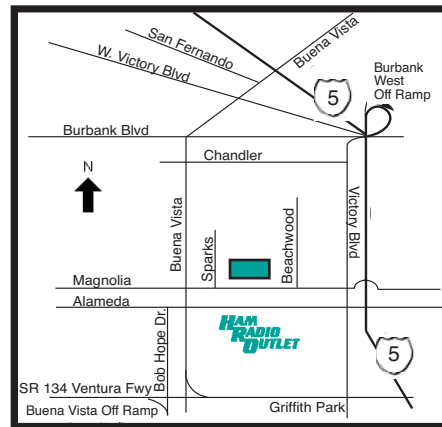 San Fernando
Buena Vista
W. Victory Blvd
5
Burbank
West
Off Ramp
Burbank Blvd
Chandler
N
Buena Vista
Sparks
Beachwood
Victory Blvd
Magnolia
Alameda
Bob Hope Dr.
HAM
RADIO
OUTLET
5
SR 134 Ventura Fwy
Buena Vista Off Ramp
Griffith Park